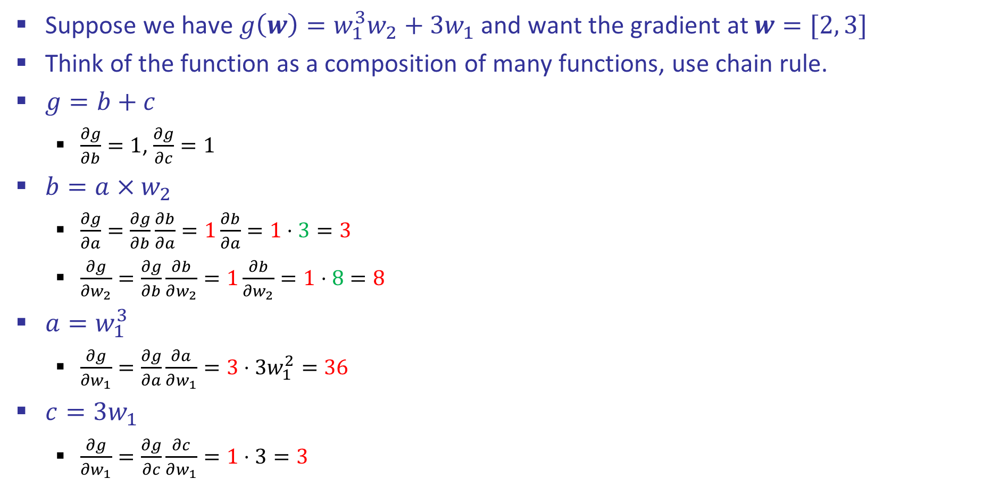 ▪ Suppose we have $g(\boldsymbol{w}) = w_1^3 w_2 + 3w_1$ and want the gradient at $\boldsymbol{w} = [2, 3]$
▪ Think of the function as a composition of many functions, use chain rule.
▪ $g = b + c$
▪ $\frac{\partial g}{\partial b} = 1, \frac{\partial g}{\partial c} = 1$
▪ $b = a \times w_2$
▪ $\frac{\partial g}{\partial a} = \frac{\partial g}{\partial b} \frac{\partial b}{\partial a} = 1 \frac{\partial b}{\partial a} = 1 \cdot 3 = 3$
▪ $\frac{\partial g}{\partial w_2} = \frac{\partial g}{\partial b} \frac{\partial b}{\partial w_2} = 1 \frac{\partial b}{\partial w_2} = 1 \cdot 8 = 8$
▪ $a = w_1^3$
▪ $\frac{\partial g}{\partial w_1} = \frac{\partial g}{\partial a} \frac{\partial a}{\partial w_1} = 3 \cdot 3w_1^2 = 36$
▪ $c = 3w_1$
▪ $\frac{\partial g}{\partial w_1} = \frac{\partial g}{\partial c} \frac{\partial c}{\partial w_1} = 1 \cdot 3 = 3$